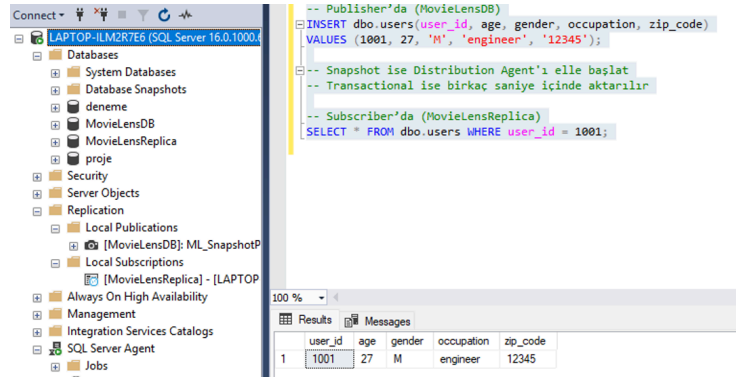 Connect
LAPTOP-ILM2R7E6 (SQL Server 16.0.1000.6
Databases
System Databases
Database Snapshots
deneme
MovieLensDB
MovieLensReplica
proje
Security
Server Objects
Replication
Local Publications
[MovieLensDB]: ML_SnapshotP
Local Subscriptions
[MovieLensReplica] - [LAPTOP
Always On High Availability
Management
Integration Services Catalogs
SQL Server Agent
Jobs
-- Publisher’da (MovieLensDB)
INSERT dbo.users(user_id, age, gender, occupation, zip_code)
VALUES (1001, 27, 'M', 'engineer', '12345');
-- Snapshot ise Distribution Agent'ı elle başlat
-- Transactional ise birkaç saniye içinde aktarılır
-- Subscriber’da (MovieLensReplica)
SELECT * FROM dbo.users WHERE user_id = 1001;
100 %
Results Messages
user_id age gender occupation zip_code
1 1001 27 M engineer 12345